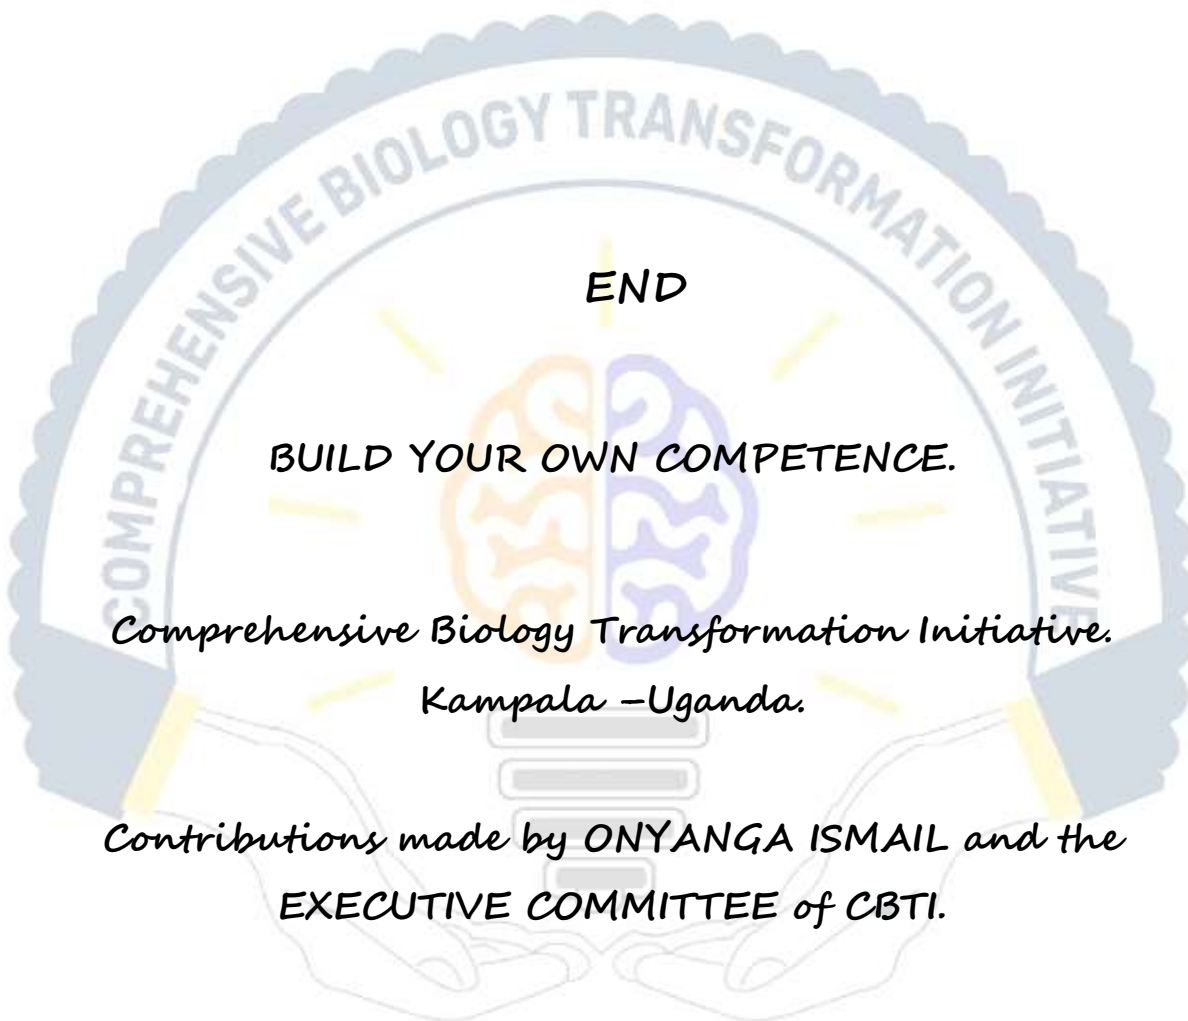 COMPREHENSIVE BIOLOGY TRANSFORMATION INITIATIVE
END
BUILD YOUR OWN COMPETENCE.
Comprehensive Biology Transformation Initiative.
Kampala –Uganda.
Contributions made by ONYANGA ISMAIL and the
EXECUTIVE COMMITTEE of CBTI.